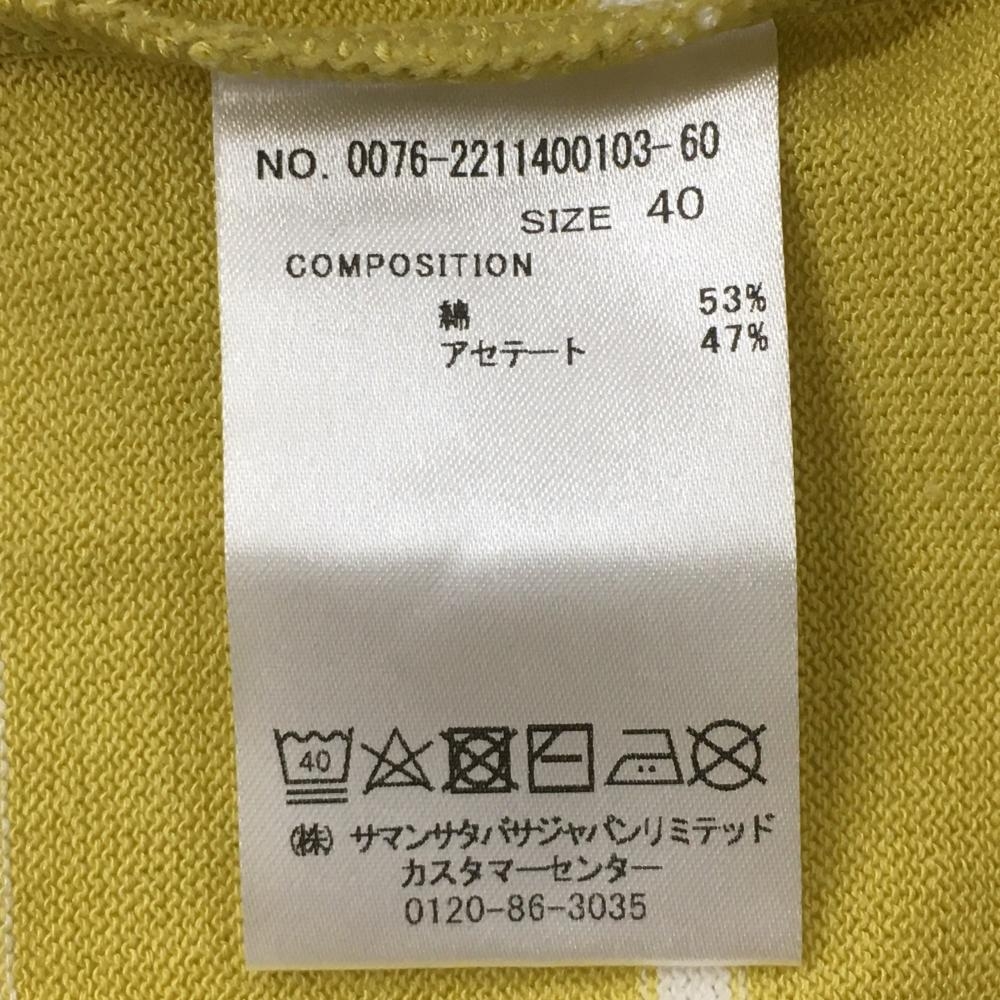 NO. 0076-2211400103-60
SIZE 40
COMPOSITION
綿 53%
アセテート 47%
40
(株) サマンサタバサジャパンリミテッド
カスタマーセンター
0120-86-3035